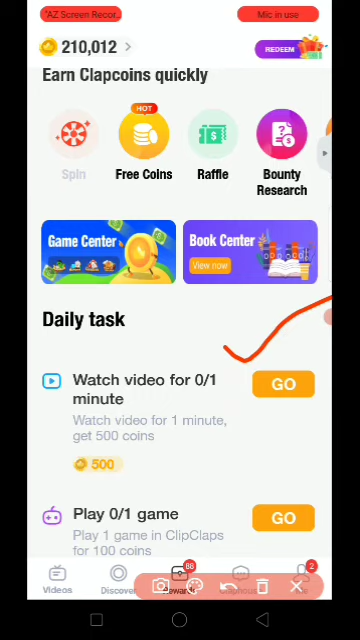 "AZ Screen Recor..
Mic in use
210,012
REDEEM
Earn Clapcoins quickly
HOT
Spin
Free Coins
Raffle
Bounty
Research
Game Center
Book Center
View now
Daily task
Watch video for 0/1
minute
GO
Watch video for 1 minute,
get 500 coins
500
Play 0/1 game
GO
Play 1 game in ClipClaps
for 100 coins
86
2
Videos
Discover